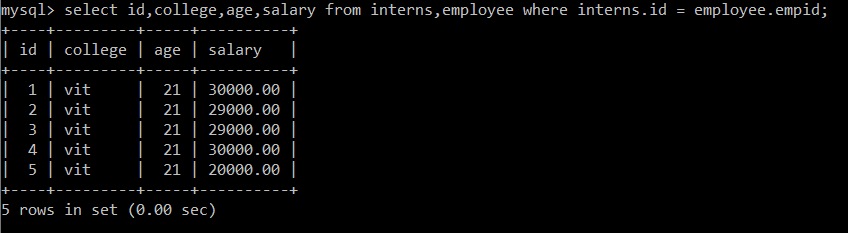 mysql> select id,college,age,salary from interns,employee where interns.id = employee.empid;
+----+---------+-----+----------+
| id | college | age | salary   |
+----+---------+-----+----------+
|  1 | vit     |  21 | 30000.00 |
|  2 | vit     |  21 | 29000.00 |
|  3 | vit     |  21 | 29000.00 |
|  4 | vit     |  21 | 30000.00 |
|  5 | vit     |  21 | 20000.00 |
+----+---------+-----+----------+
5 rows in set (0.00 sec)